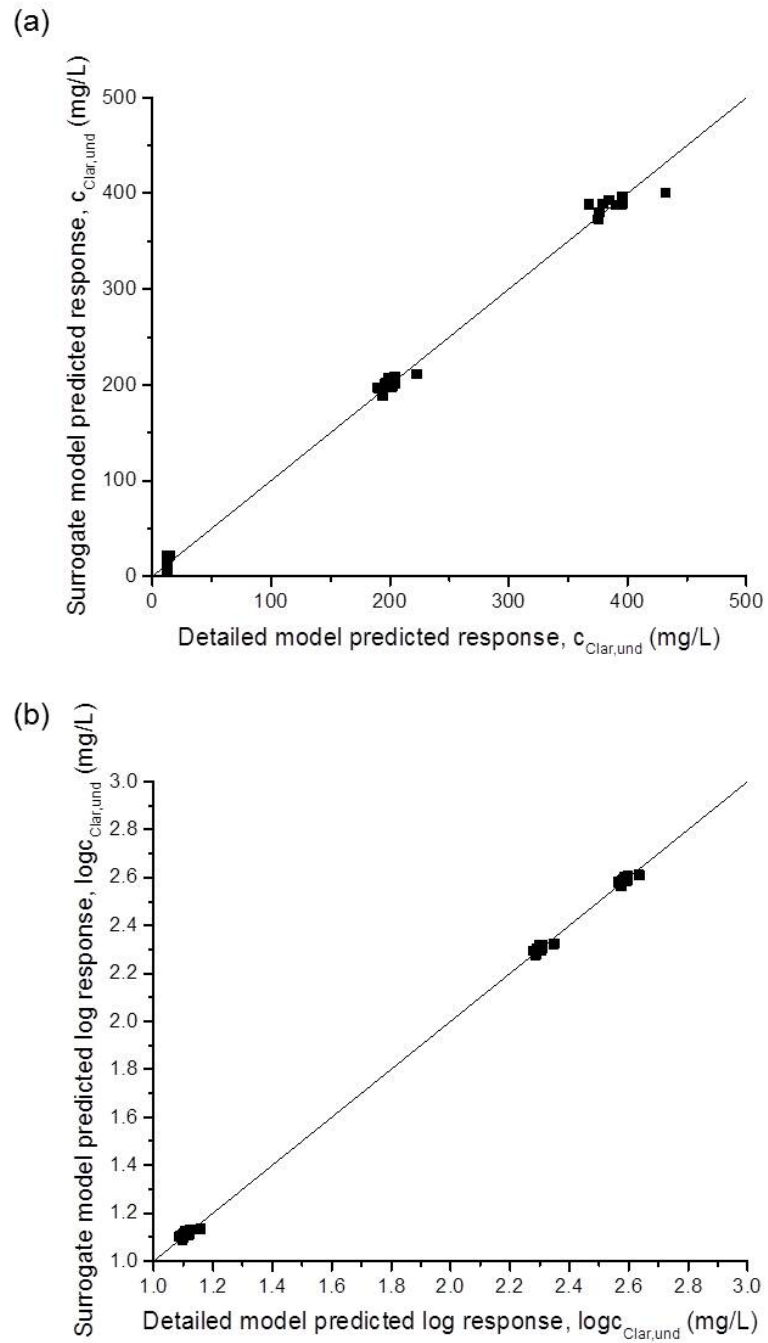 (a)
Surrogate model predicted response, cClar,und (mg/L)
500
400
300
200
100
0
0 100 200 300 400 500
Detailed model predicted response, cClar,und (mg/L)
(b)
Surrogate model predicted log response, logcClar,und (mg/L)
3.0
2.8
2.6
2.4
2.2
2.0
1.8
1.6
1.4
1.2
1.0
1.0 1.2 1.4 1.6 1.8 2.0 2.2 2.4 2.6 2.8 3.0
Detailed model predicted log response, logcClar,und (mg/L)